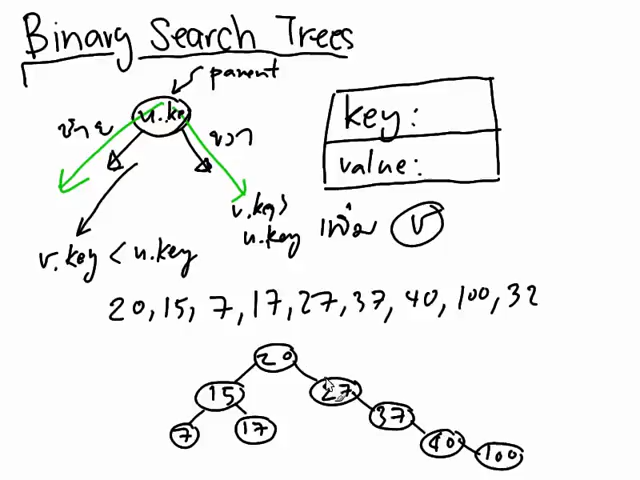 Binary Search Trees
parent
u.key
ซ้าย
ขวา
key:
value:
v.key >
u.key
v.key < u.key
เพิ่ม v
20, 15, 7, 17, 27, 37, 40, 100, 32
20
15 27
7 17 37
40 100